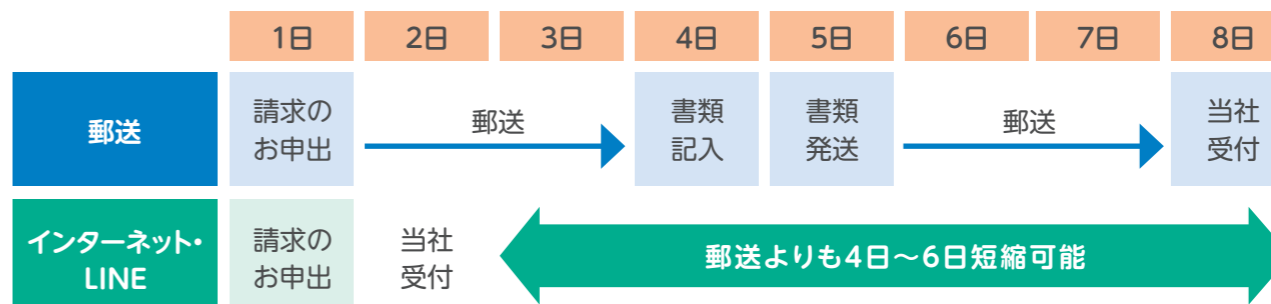 1日 2日 3日 4日 5日 6日 7日 8日
郵送
請求の
お申出
郵送
書類
記入
書類
発送
郵送
当社
受付
インターネット・
LINE
請求の
お申出
当社
受付
郵送よりも4日～6日短縮可能